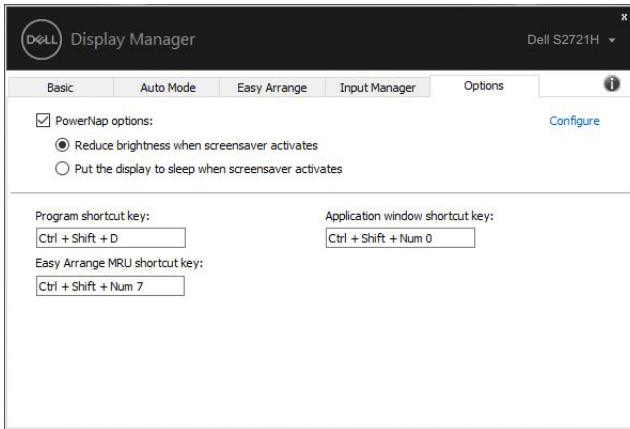 DELL Display Manager
x
Dell S2721H
Basic Auto Mode Easy Arrange Input Manager Options i
PowerNap options: Configure
Reduce brightness when screensaver activates
Put the display to sleep when screensaver activates
Program shortcut key: Application window shortcut key:
Ctrl + Shift + D Ctrl + Shift + Num 0
Easy Arrange MRU shortcut key:
Ctrl + Shift + Num 7